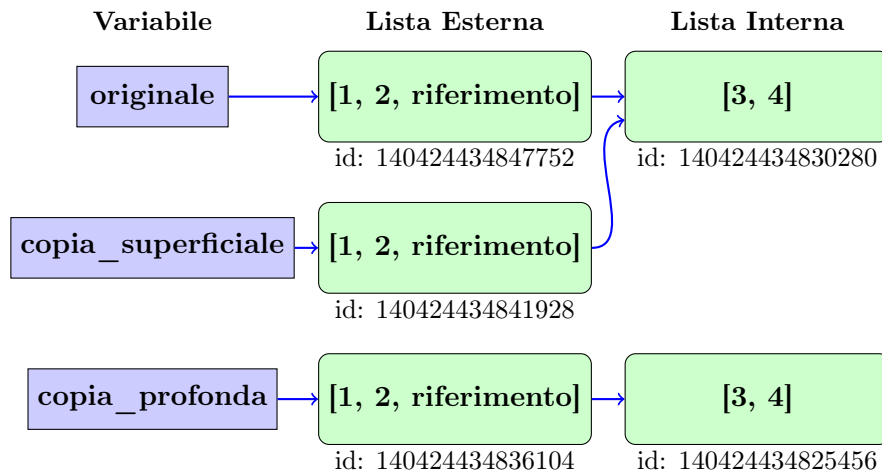 Variabile Lista Esterna Lista Interna
originale [1, 2, riferimento] [3, 4]
id: 140424434847752 id: 140424434830280
copia_superficiale [1, 2, riferimento]
id: 140424434841928
copia_profonda [1, 2, riferimento] [3, 4]
id: 140424434836104 id: 140424434825456